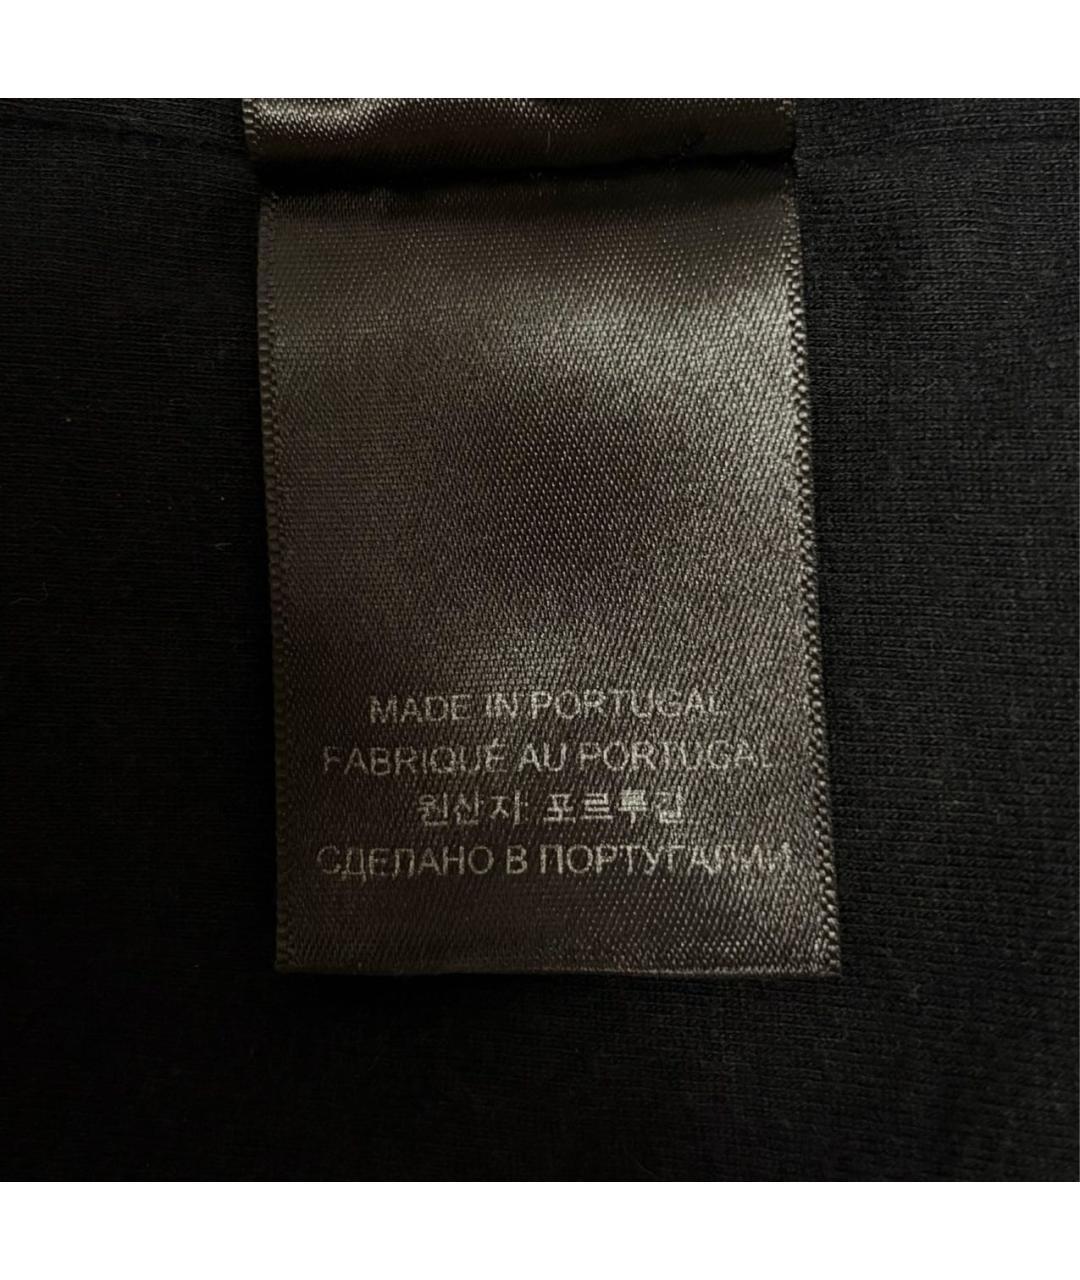 MADE IN PORTUGAL
FABRIQUÉ AU PORTUGAL
원산지 포르투갈
СДЕЛАНО В ПОРТУГАЛИИ